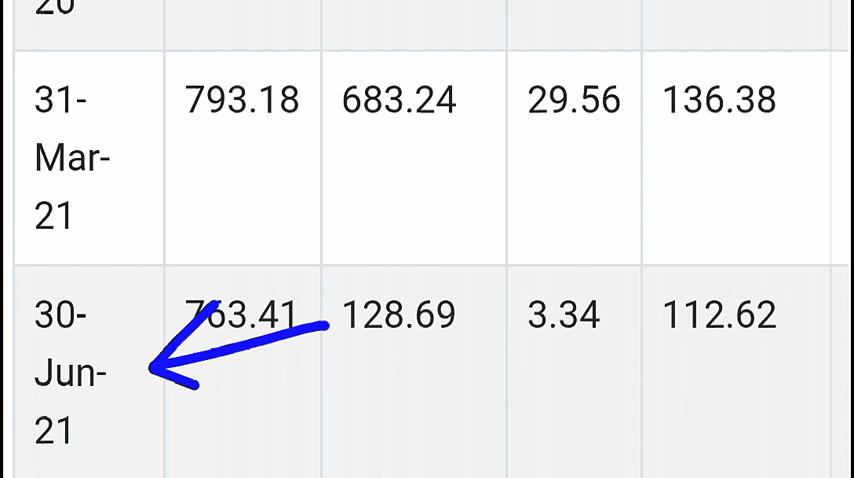 20
31- 793.18 683.24 29.56 136.38
Mar-
21
30- 763.41 128.69 3.34 112.62
Jun-
21